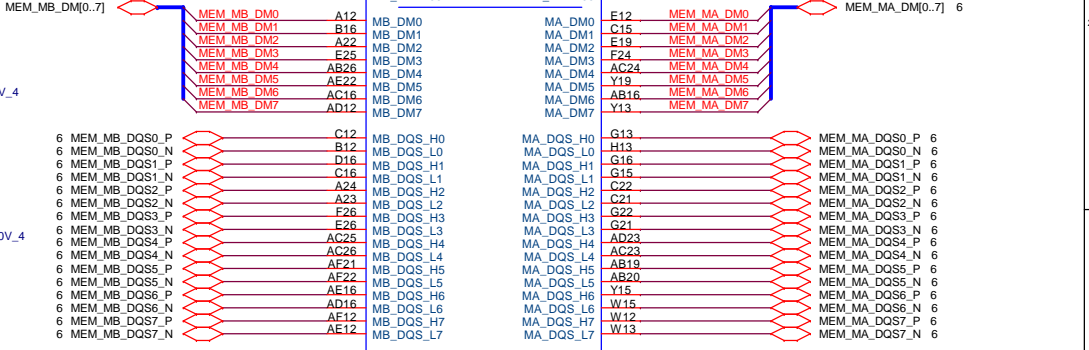 MEM_MB_DM[0..7] MEM_MA_DM[0..7] 6
MEM_MB_DM0 A12 MB_DM0 MA_DM0 E12 MEM_MA_DM0
MEM_MB_DM1 B16 MB_DM1 MA_DM1 C15 MEM_MA_DM1
MEM_MB_DM2 A22 MB_DM2 MA_DM2 E19 MEM_MA_DM2
MEM_MB_DM3 E25 MB_DM3 MA_DM3 F24 MEM_MA_DM3
MEM_MB_DM4 AB26 MB_DM4 MA_DM4 AC24 MEM_MA_DM4
MEM_MB_DM5 AE22 MB_DM5 MA_DM5 Y19 MEM_MA_DM5
V_4 MEM_MB_DM6 AC16 MB_DM6 MA_DM6 AB16 MEM_MA_DM6
MEM_MB_DM7 AD12 MB_DM7 MA_DM7 Y13 MEM_MA_DM7
6 MEM_MB_DQS0_P C12 MB_DQS_H0 MA_DQS_H0 G13 MEM_MA_DQS0_P 6
6 MEM_MB_DQS0_N B12 MB_DQS_L0 MA_DQS_L0 H13 MEM_MA_DQS0_N 6
6 MEM_MB_DQS1_P D16 MB_DQS_H1 MA_DQS_H1 G16 MEM_MA_DQS1_P 6
6 MEM_MB_DQS1_N C16 MB_DQS_L1 MA_DQS_L1 G15 MEM_MA_DQS1_N 6
6 MEM_MB_DQS2_P A24 MB_DQS_H2 MA_DQS_H2 C22 MEM_MA_DQS2_P 6
6 MEM_MB_DQS2_N A23 MB_DQS_L2 MA_DQS_L2 C21 MEM_MA_DQS2_N 6
6 MEM_MB_DQS3_P F26 MB_DQS_H3 MA_DQS_H3 G22 MEM_MA_DQS3_P 6
6 MEM_MB_DQS3_N E26 MB_DQS_L3 MA_DQS_L3 G21 MEM_MA_DQS3_N 6
0V_4 6 MEM_MB_DQS4_P AC25 MB_DQS_H4 MA_DQS_H4 AD23 MEM_MA_DQS4_P 6
6 MEM_MB_DQS4_N AC26 MB_DQS_L4 MA_DQS_L4 AC23 MEM_MA_DQS4_N 6
6 MEM_MB_DQS5_P AF21 MB_DQS_H5 MA_DQS_H5 AB19 MEM_MA_DQS5_P 6
6 MEM_MB_DQS5_N AF22 MB_DQS_L5 MA_DQS_L5 AB20 MEM_MA_DQS5_N 6
6 MEM_MB_DQS6_P AE16 MB_DQS_H6 MA_DQS_H6 Y15 MEM_MA_DQS6_P 6
6 MEM_MB_DQS6_N AD16 MB_DQS_L6 MA_DQS_L6 W15 MEM_MA_DQS6_N 6
6 MEM_MB_DQS7_P AF12 MB_DQS_H7 MA_DQS_H7 W12 MEM_MA_DQS7_P 6
6 MEM_MB_DQS7_N AE12 MB_DQS_L7 MA_DQS_L7 W13 MEM_MA_DQS7_N 6